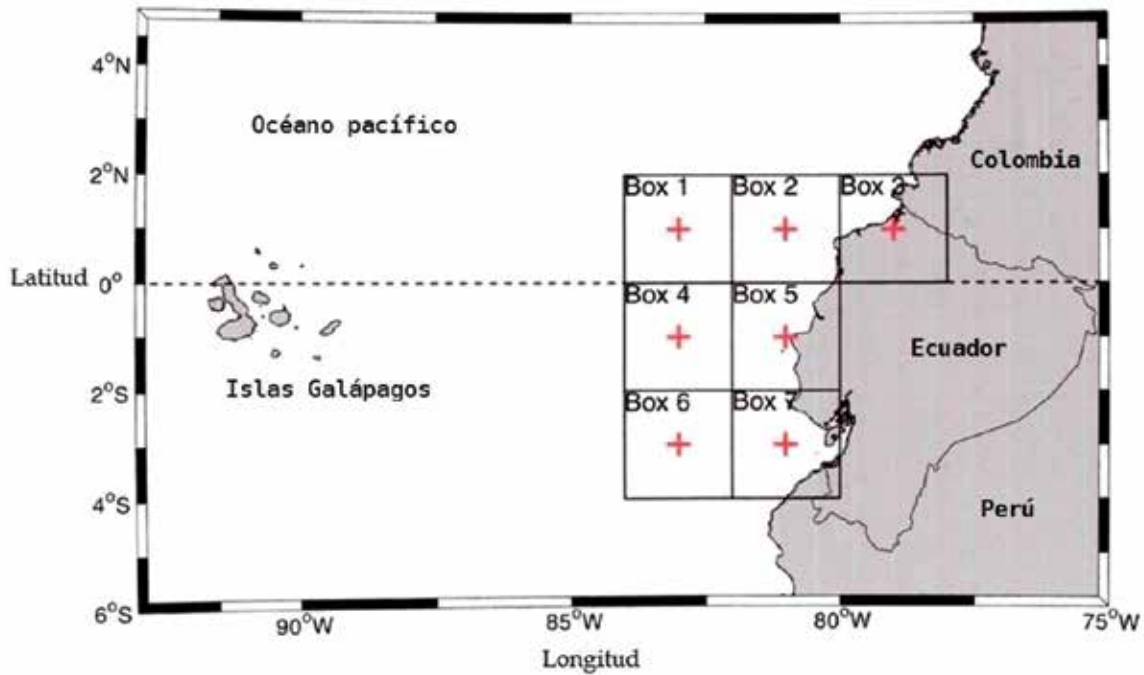 4°N
Océano pacífico
Colombia
2°N
Box 1
Box 2
Box 3
Latitud
0°
Box 4
Box 5
Ecuador
Islas Galápagos
2°S
Box 6
Box 7
4°S
Perú
6°S
90°W
85°W
80°W
75°W
Longitud